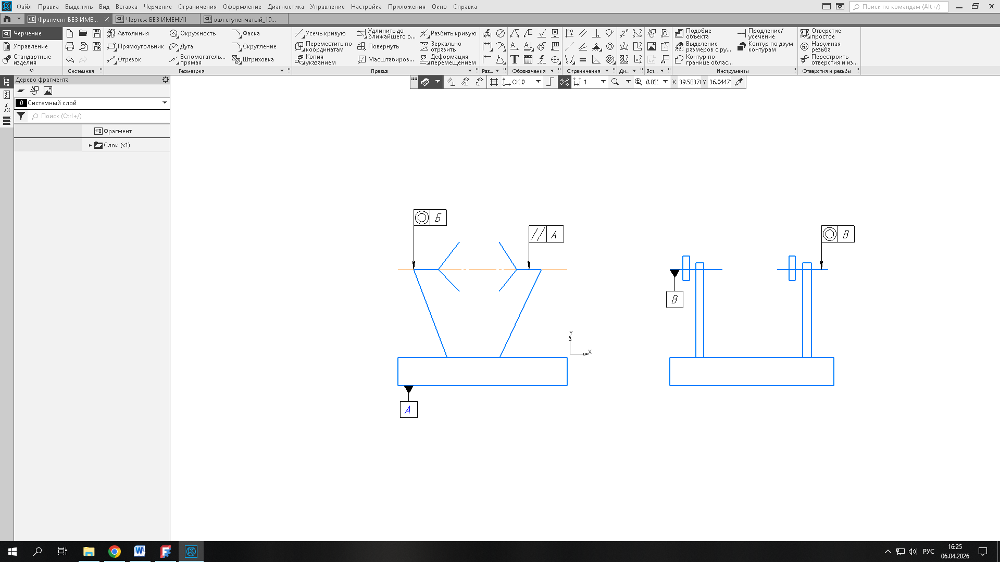 Файл Правка Выделить Вид Вставка Черчение Ограничения Оформление Диагностика Управление Настройка Приложения Окно Справка
Поиск по командам (Alt+/)
Фрагмент БЕЗ ИМЕ...
Чертеж БЕЗ ИМЕНИ1
вал ступенчатый_19...
Черчение
Управление
Стандартные
изделия
Системная
Автолиния
Прямоугольник
Отрезок
Окружность
Дуга
Вспомогатель...
прямая
Фаска
Скругление
Штриховка
Геометрия
Усечь кривую
Переместить по
координатам
Копия
указанием
Удлинить до
ближайшего о...
Повернуть
Масштабиров...
Разбить кривую
Зеркально
отразить
Деформация
перемещением
Правка
Раз...
Обозначения
Ограничения
Ди...
Вст...
Подобие
объекта
Выделение
размеров с ру...
Контур по
границе облас...
Продление/
усечение
Контур по двум
контурам
Инструменты
Отверстие
простое
Наружная
резьба
Перестроить
отверстия и из...
Отверстия и резьбы
Дерево фрагмента
0 Системный слой
Поиск (Ctrl+/)
Фрагмент
Слои (x1)
СК 0
1
0.83
X 39.5837
Y 36.0447
Б
А
В
В
Y
X
А
РУС
16:25
06.04.2026